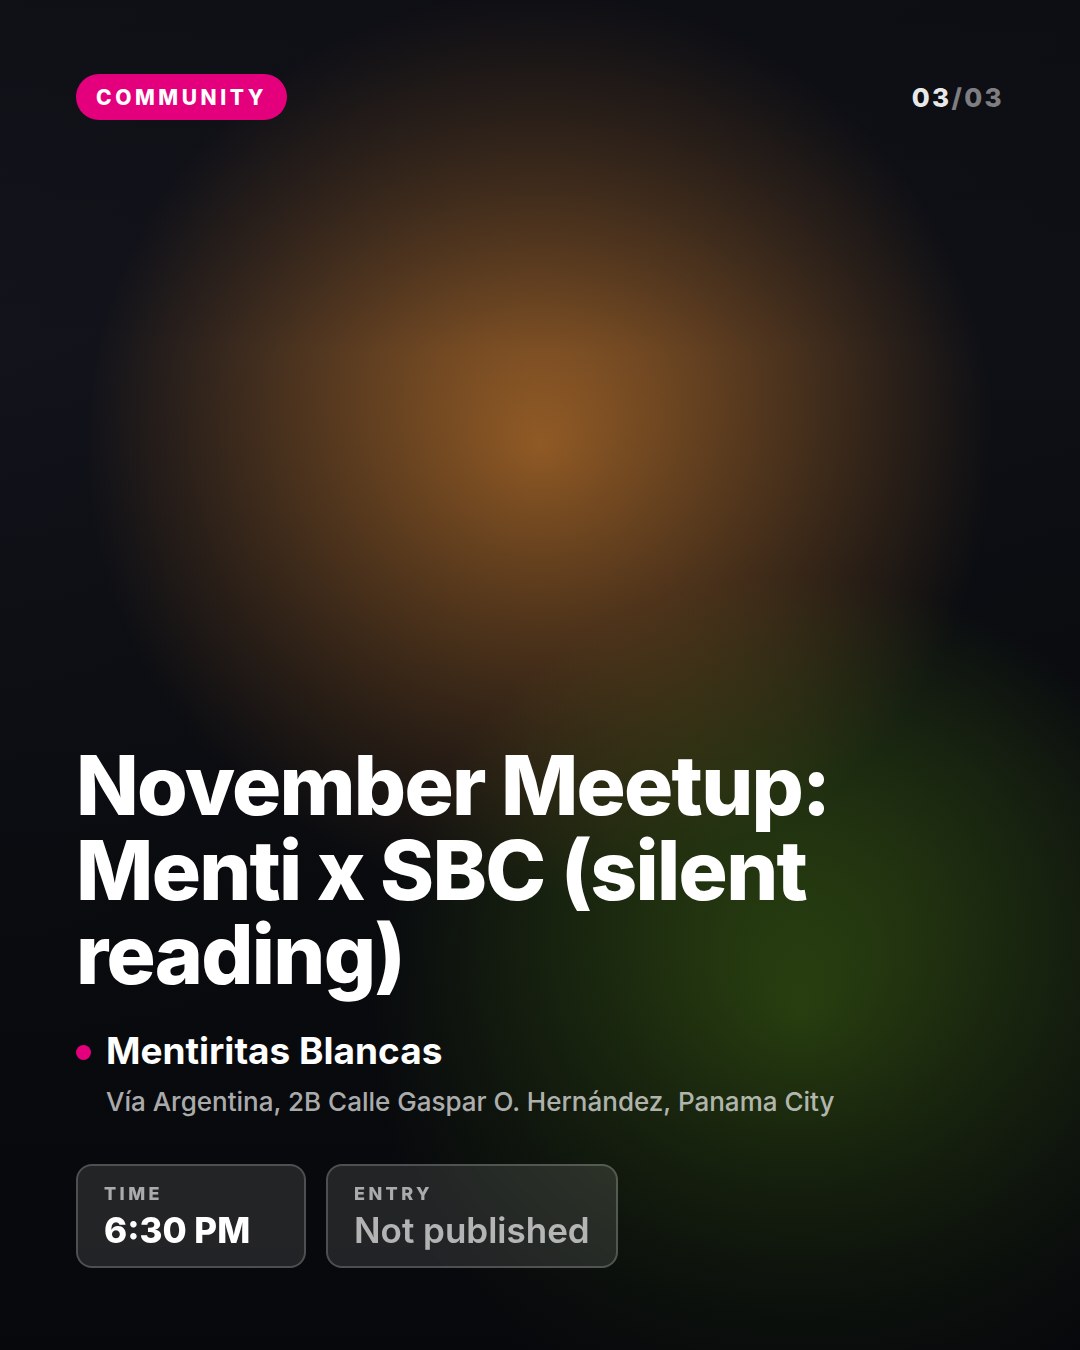 COMMUNITY
03/03
November Meetup:
Menti x SBC (silent
reading)
Mentiritas Blancas
Vía Argentina, 2B Calle Gaspar O. Hernández, Panama City
TIME
6:30 PM
ENTRY
Not published